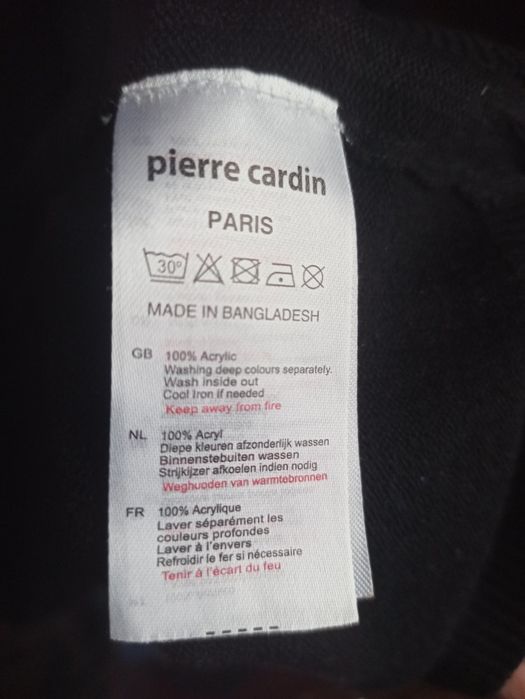 pierre cardin
PARIS
30°
MADE IN BANGLADESH
GB 100% Acrylic
Washing deep colours separately.
Wash inside out
Cool Iron if needed
Keep away from fire
NL 100% Acryl
Diepe kleuren afzonderlijk wassen
Binnenstebuiten wassen
Strijkijzer afkoelen indien nodig
Weghuoden van warmtebronnen
FR 100% Acrylique
Laver séparément les
couleurs profondes
Laver à l'envers
Refroidir le fer si nécessaire
Tenir à l'écart du feu